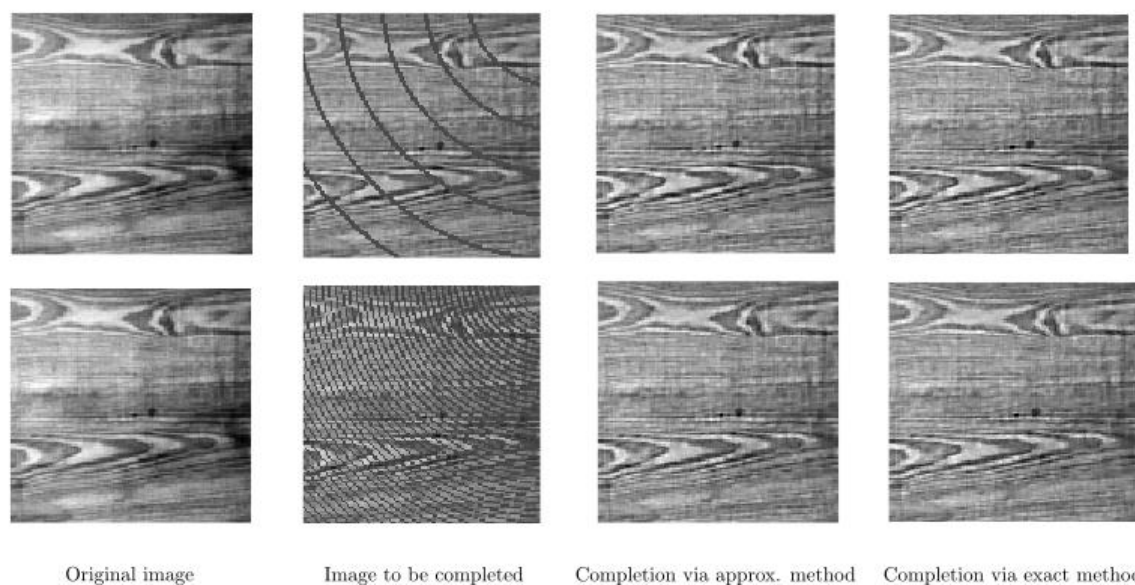 Original image
Image to be completed
Completion via approx. method
Completion via exact metho